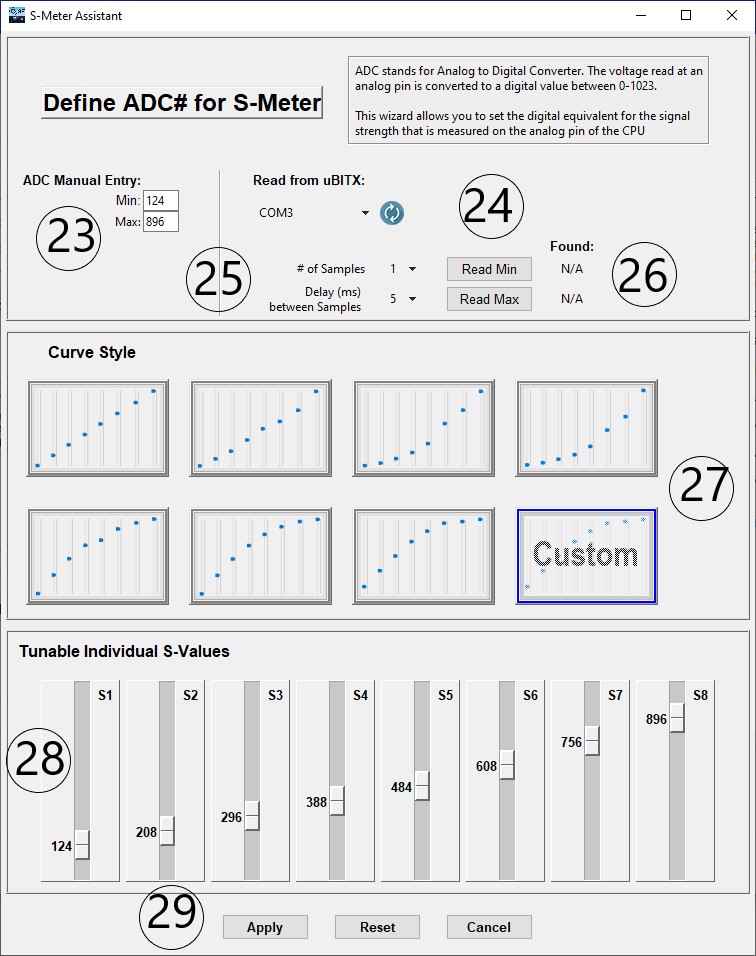 S-Meter Assistant
Define ADC# for S-Meter
ADC stands for Analog to Digital Converter. The voltage read at an
analog pin is converted to a digital value between 0-1023.
This wizard allows you to set the digital equivalent for the signal
strength that is measured on the analog pin of the CPU
ADC Manual Entry:
Min: 124
Max: 896
23
Read from uBITX:
COM3
24
25
Found:
# of Samples 1 Read Min N/A
Delay (ms)
between Samples 5 Read Max N/A
26
Curve Style
27
Custom
Tunable Individual S-Values
S1 S2 S3 S4 S5 S6 S7 S8
124 208 296 388 484 608 756 896
28
29
Apply Reset Cancel